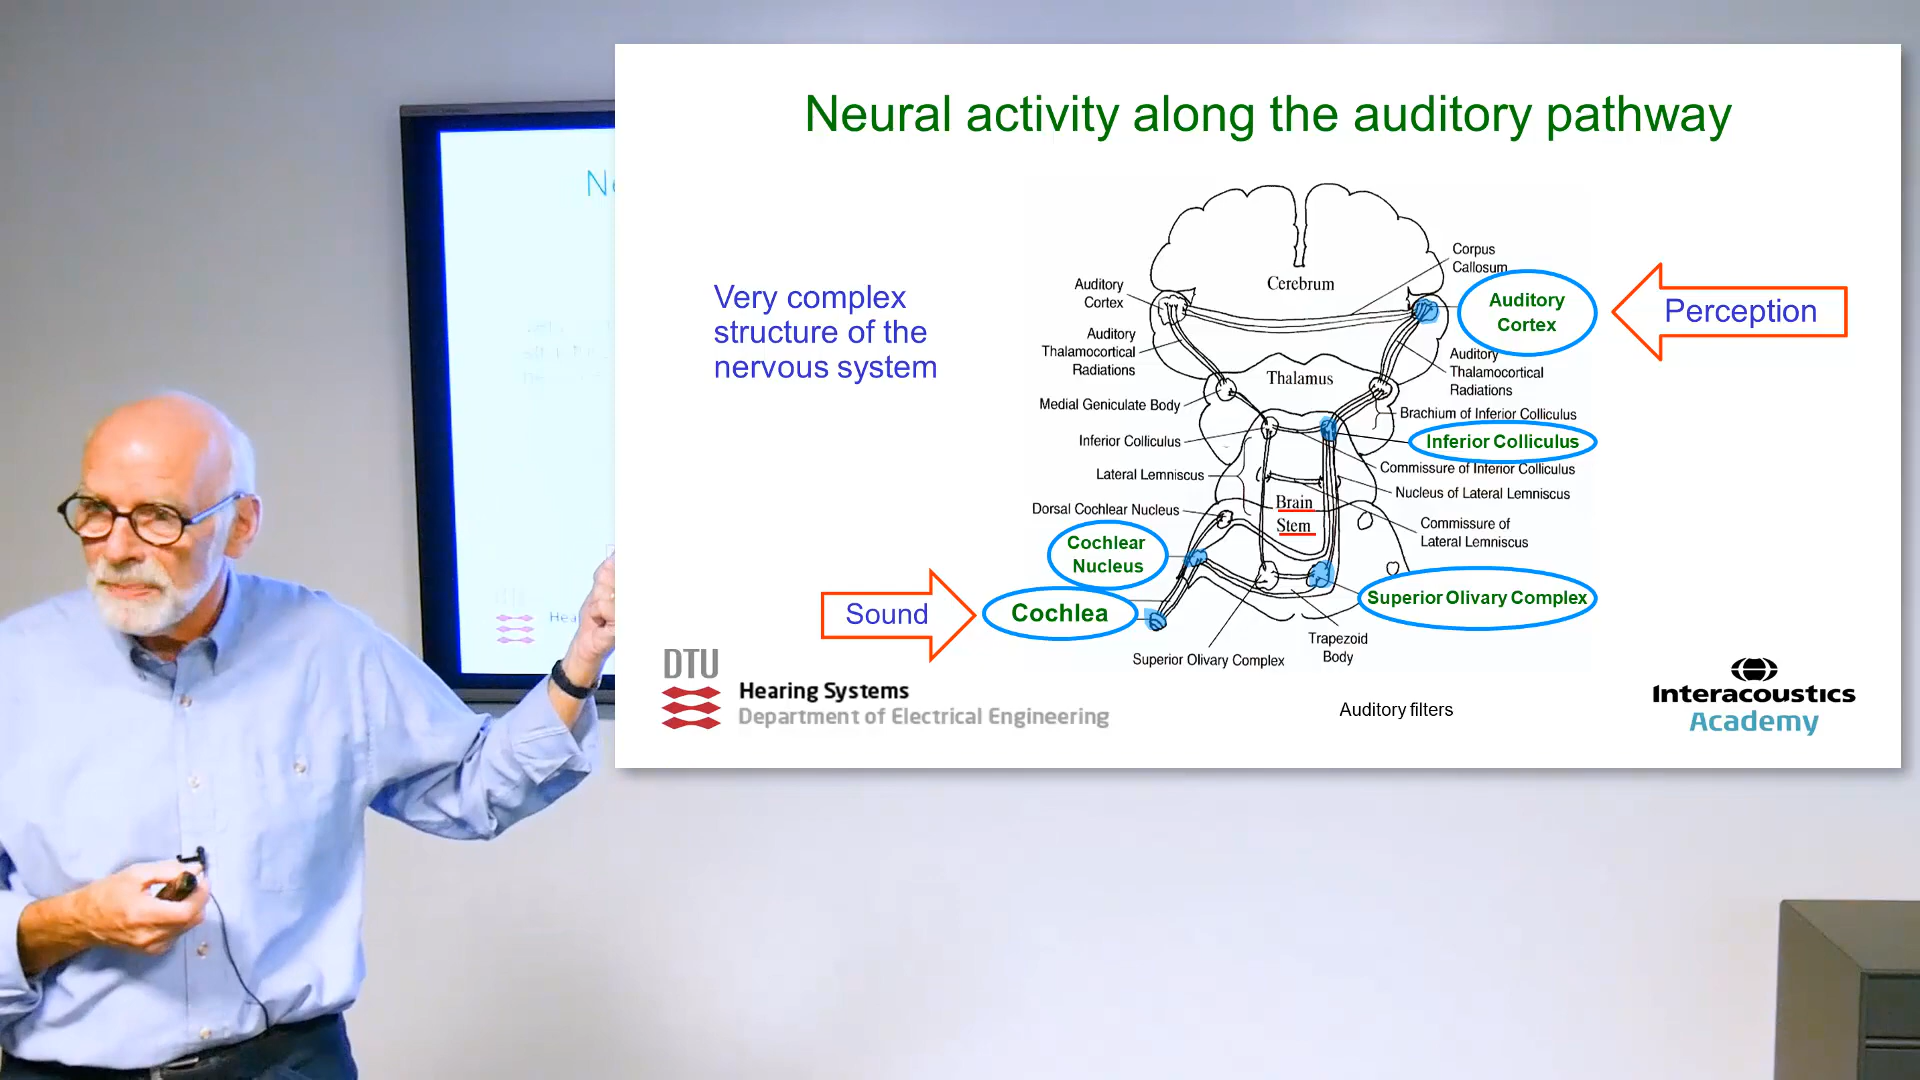 Neural activity along the auditory pathway
Very complex
structure of the
nervous system
Corpus
Callosum
Cerebrum
Auditory
Cortex
Auditory
Cortex
Perception
Auditory
Thalamocortical
Radiations
Auditory
Thalamocortical
Radiations
Thalamus
Medial Geniculate Body
Brachium of Inferior Colliculus
Inferior Colliculus
Inferior Colliculus
Lateral Lemniscus
Commissure of Inferior Colliculus
Nucleus of Lateral Lemniscus
Brain
Stem
Dorsal Cochlear Nucleus
Commissure of
Lateral Lemniscus
Cochlear
Nucleus
Superior Olivary Complex
Sound
Cochlea
Trapezoid
Body
Superior Olivary Complex
DTU
Hearing Systems
Department of Electrical Engineering
Auditory filters
Interacoustics
Academy
Ne
Hea